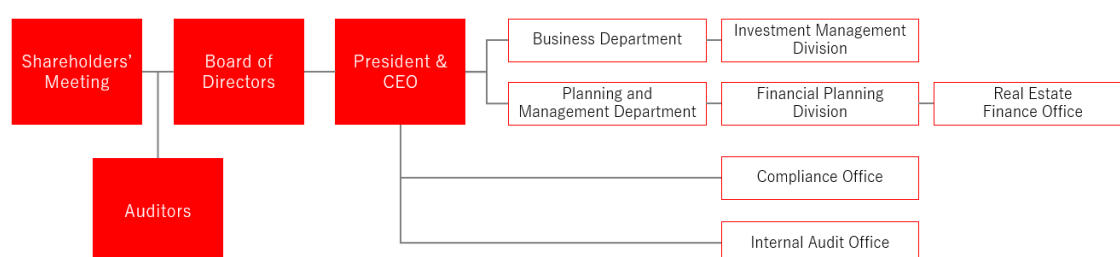 Shareholders'
Meeting
Board of
Directors
President &
CEO
Business Department
Investment Management
Division
Planning and
Management Department
Financial Planning
Division
Real Estate
Finance Office
Compliance Office
Auditors
Internal Audit Office